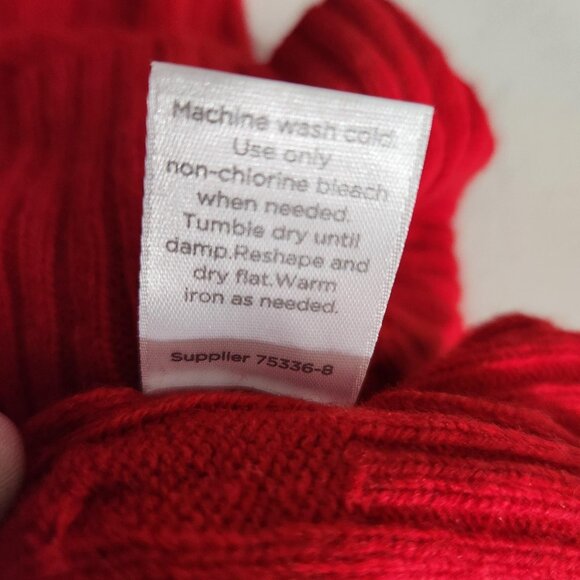 Machine wash cold.
Use only
non-chlorine bleach
when needed.
Tumble dry until
damp.Reshape and
dry flat.Warm
iron as needed.
Supplier 75336-8